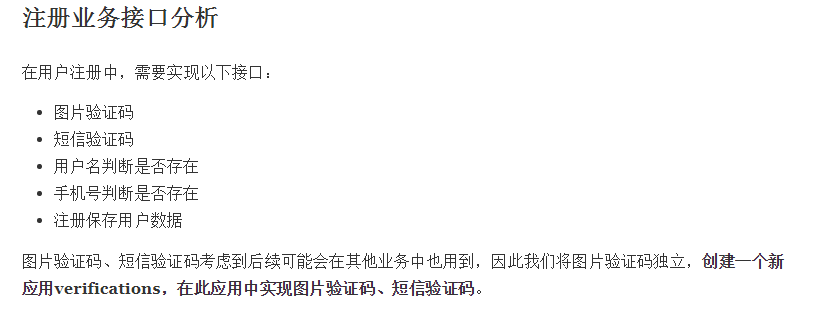 注册业务接口分析
在用户注册中，需要实现以下接口：
• 图片验证码
• 短信验证码
• 用户名判断是否存在
• 手机号判断是否存在
• 注册保存用户数据
图片验证码、短信验证码考虑到后续可能会在其他业务中也用到，因此我们将图片验证码独立，创建一个新
应用verifications，在此应用中实现图片验证码、短信验证码。